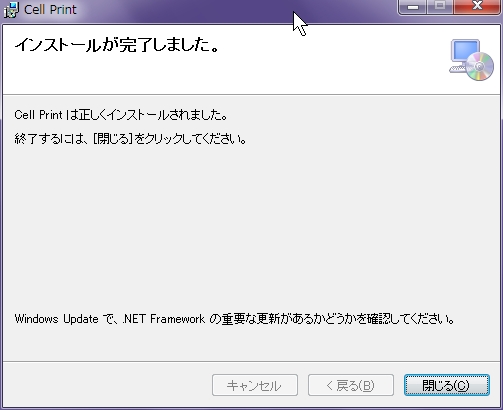 Cell Print
インストールが完了しました。
Cell Print は正しくインストールされました。
終了するには、[閉じる]をクリックしてください。
Windows Update で、.NET Framework の重要な更新があるかどうかを確認してください。
キャンセル
< 戻る(B)
閉じる(C)